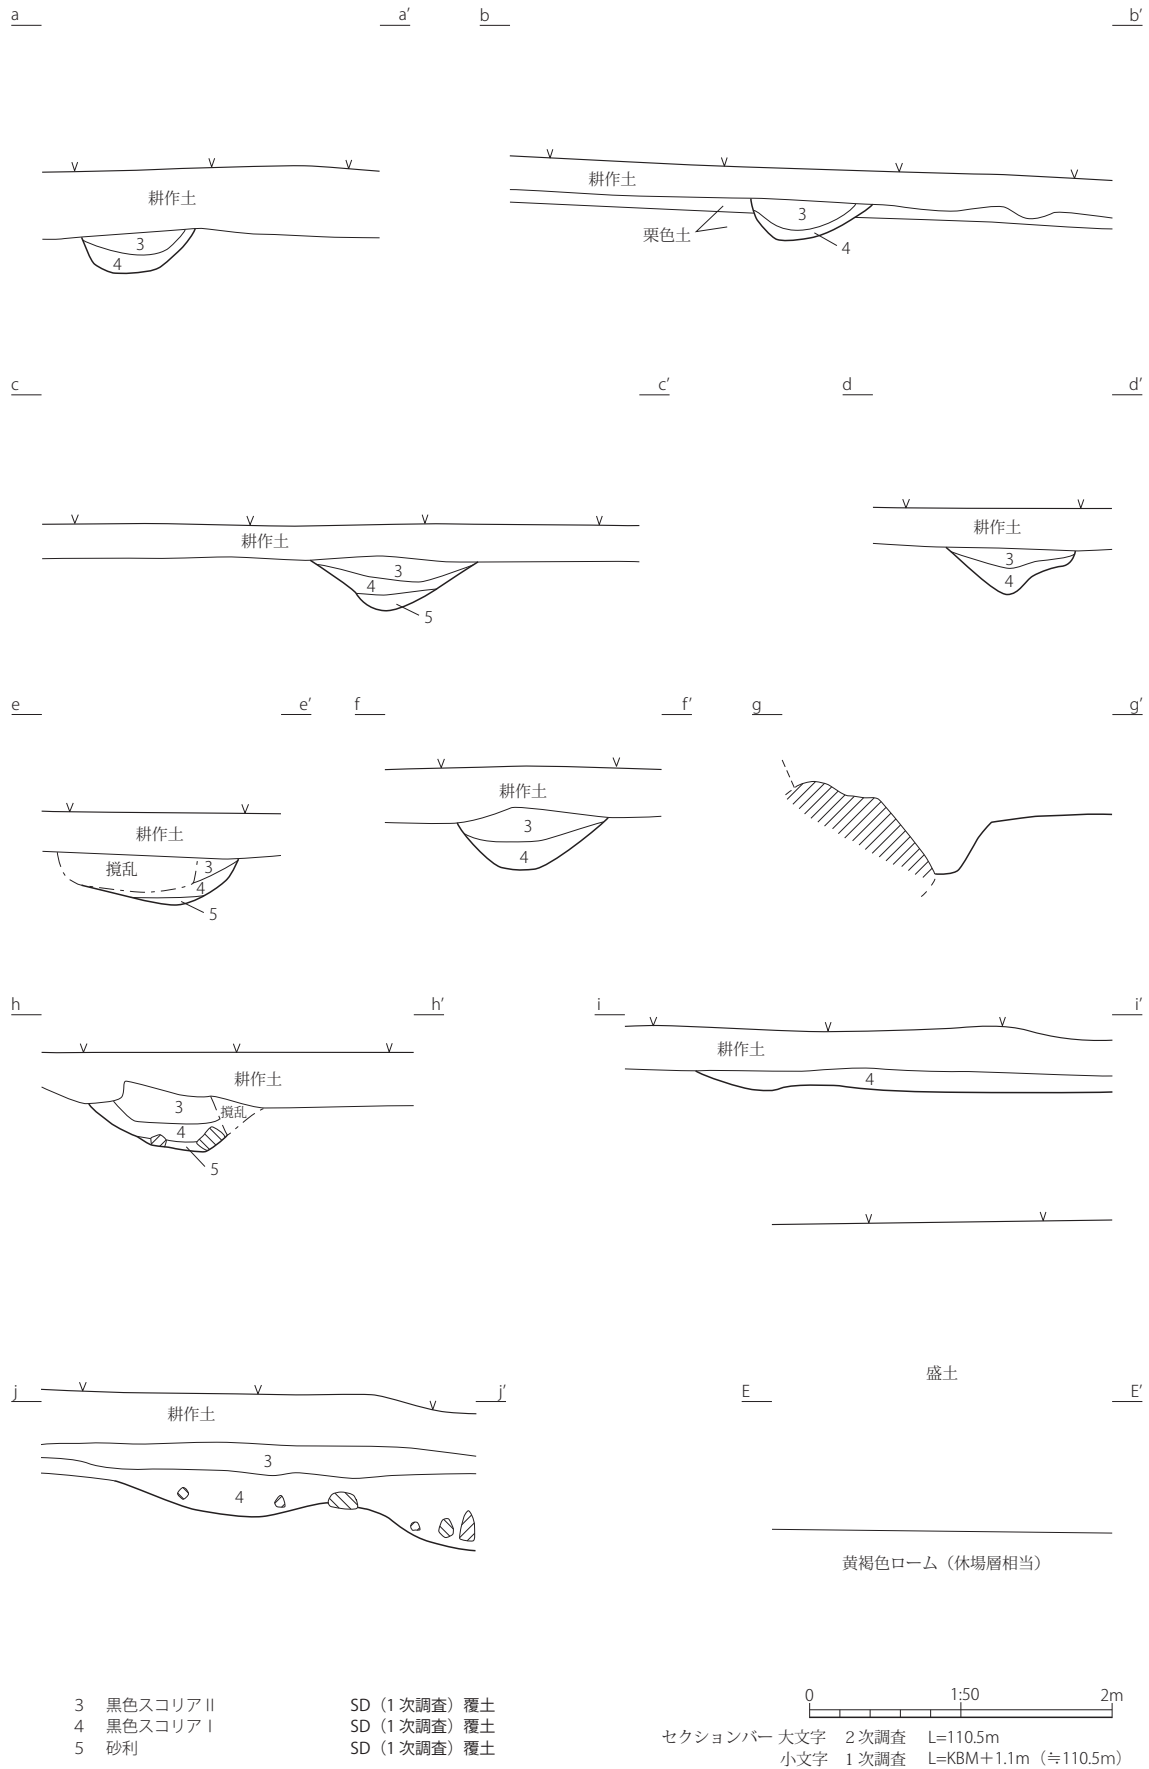 a a′ b b′
耕作土
3
4
耕作土
3
栗色土
4
c c′ d d′
耕作土
3
4
5
耕作土
3
4
e e′ f f′ g g′
耕作土
撹乱
3
4
5
耕作土
3
4
h h′ i i′
耕作土
3
撹乱
4
5
耕作土
4
j j′
耕作土
3
4
E E′
盛土
黄褐色ローム（休場層相当）
3 黒色スコリアⅡ SD（1 次調査）覆土
4 黒色スコリアⅠ SD（1 次調査）覆土
5 砂利 SD（1 次調査）覆土
0 1:50 2m
セクションバー 大文字 2 次調査 L=110.5m
小文字 1 次調査 L=KBM＋1.1m（≒110.5m）